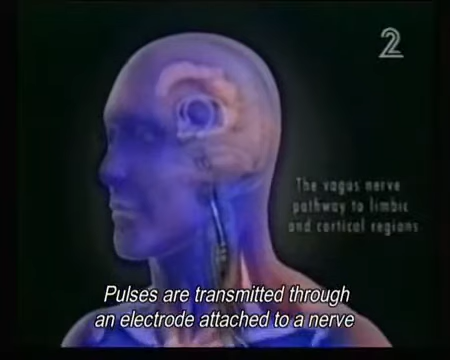 2
The vagus nerve
pathway to limbic
and cortical regions
Pulses are transmitted through
an electrode attached to a nerve